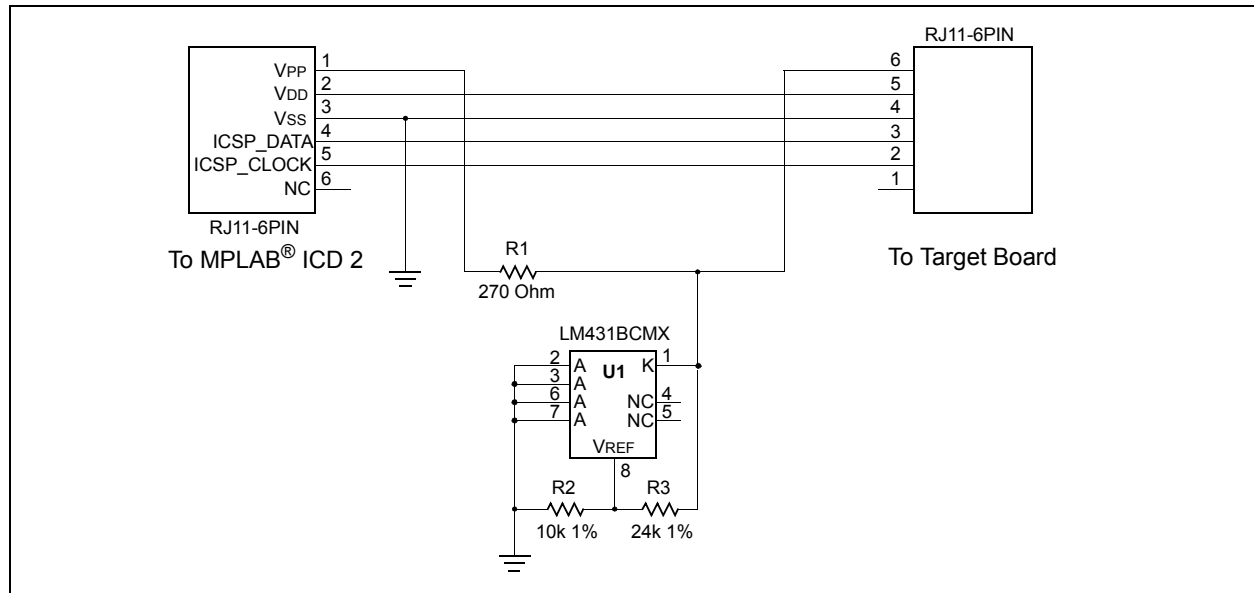 RJ11-6PIN
VPP 1
VDD 2
VSS 3
ICSP_DATA 4
ICSP_CLOCK 5
NC 6
RJ11-6PIN
To MPLAB® ICD 2
6
5
4
3
2
1
To Target Board
R1
270 Ohm
LM431BCMX
2 A
3 A
6 A
7 A
U1
K 1
NC 4
NC 5
VREF
8
R2
10k 1%
R3
24k 1%